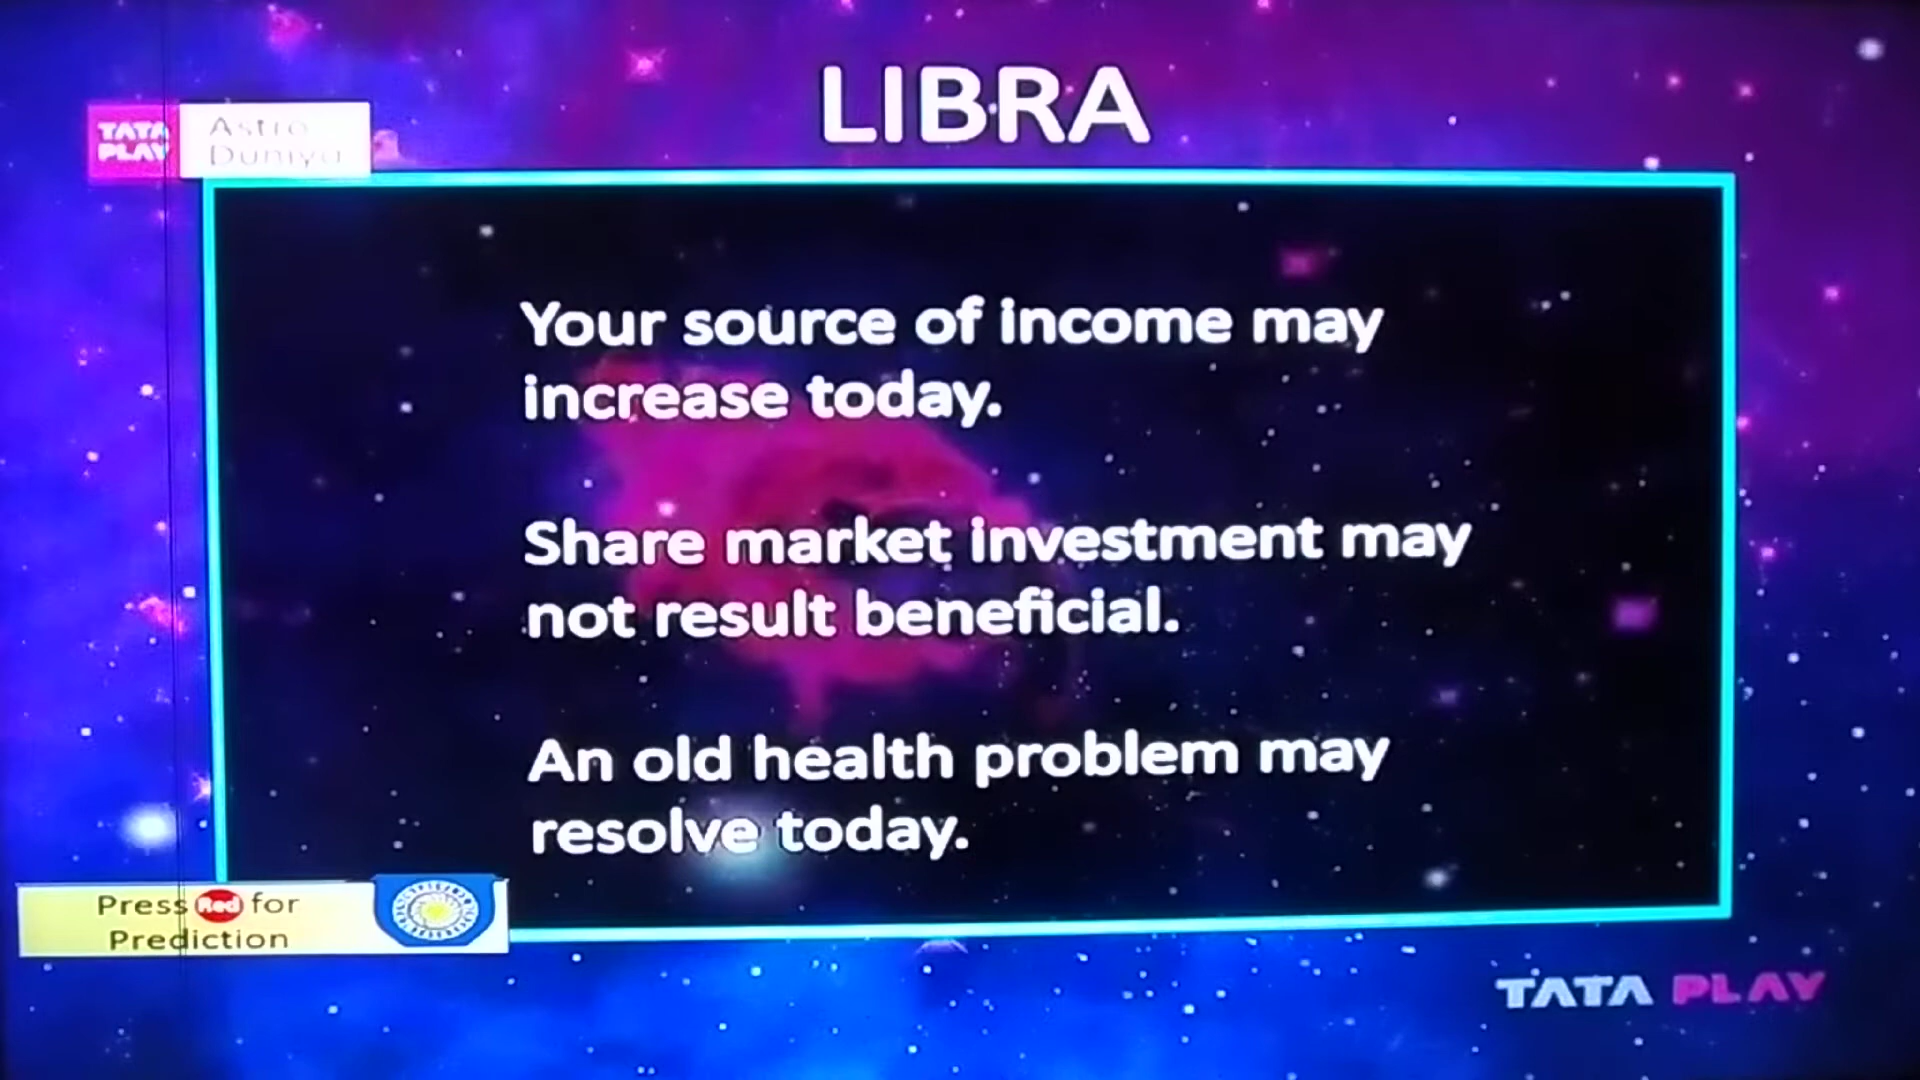 LIBRA
TATA
PLAY
Astro
Duniya
Your source of income may
increase today.
Share market investment may
not result beneficial.
An old health problem may
resolve today.
Press Red for
Prediction
TATA PLAY